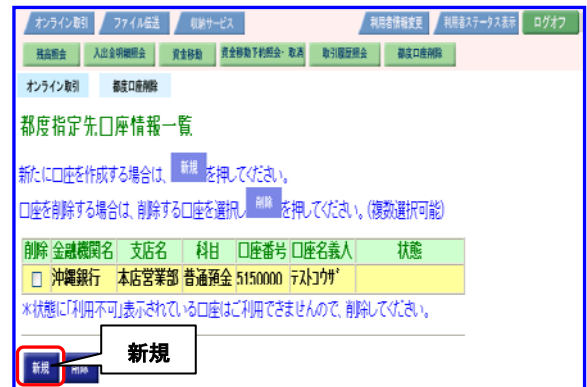 オンライン取引 ファイル伝送 収納サービス 利用者情報変更 利用者ステータス表示 ログオフ
残高照会 入出金明細照会 資金移動 資金移動予約照会・取消 取引履歴照会 都度口座削除
オンライン取引 都度口座削除
都度指定先口座情報一覧
新たに口座を作成する場合は、 新規 を押してください。
口座を削除する場合は、削除する口座を選択し 削除 を押してください。(複数選択可能)
削除 金融機関名 支店名 科目 口座番号 口座名義人 状態
沖縄銀行 本店営業部 普通預金 5150000 テストコウザ
*状態に「利用不可」表示されている口座はご利用できませんので、削除してください。
新規
新規 削除